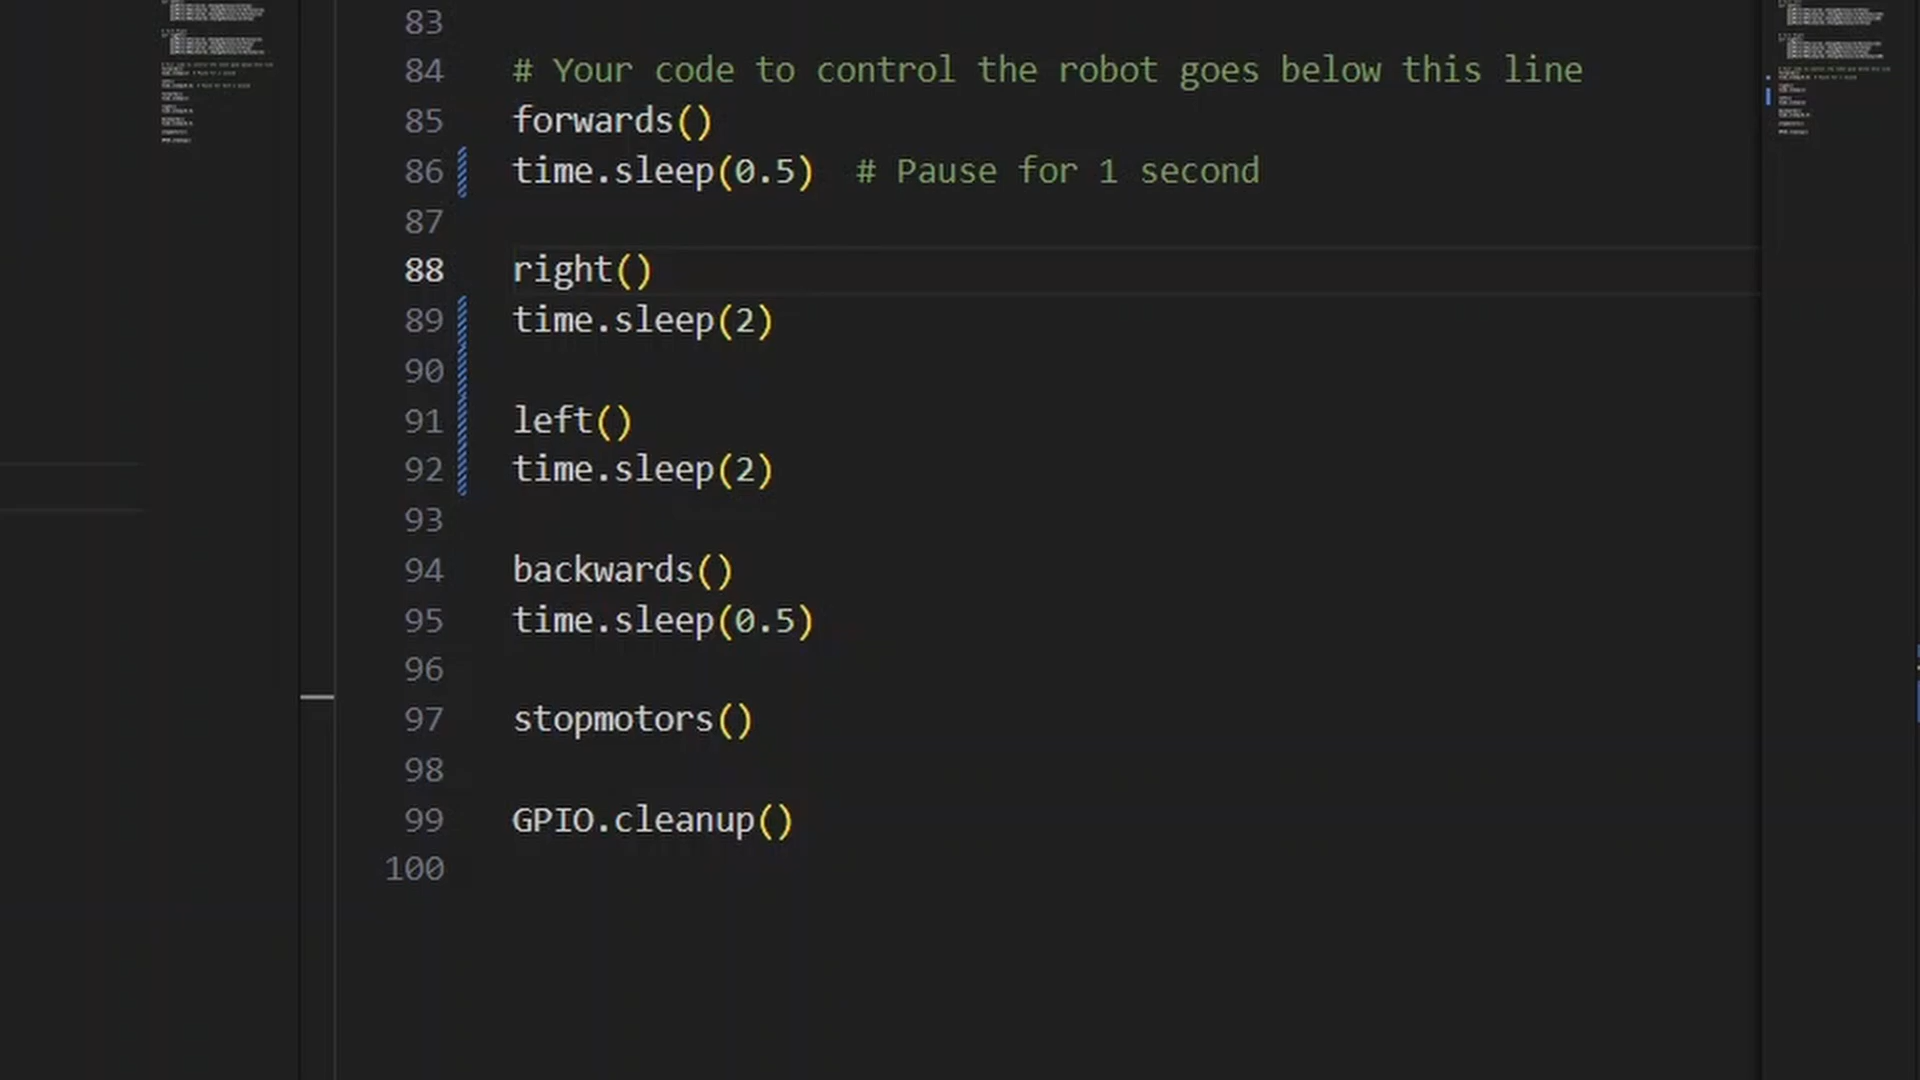 83
84 # Your code to control the robot goes below this line
85 forwards()
86 time.sleep(0.5)  # Pause for 1 second
87
88 right()
89 time.sleep(2)
90
91 left()
92 time.sleep(2)
93
94 backwards()
95 time.sleep(0.5)
96
97 stopmotors()
98
99 GPIO.cleanup()
100